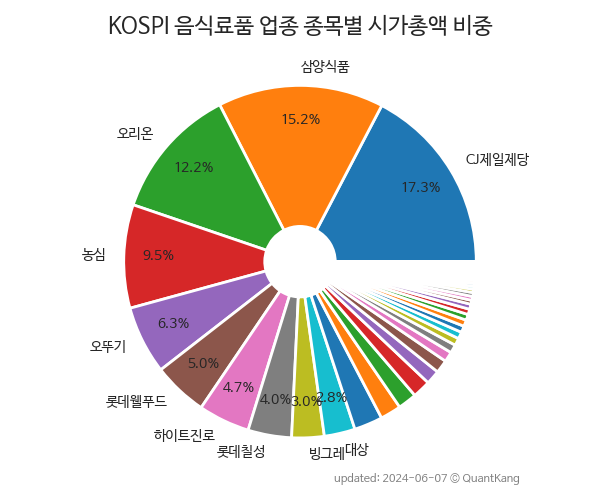 KOSPI 음식료품 업종 종목별 시가총액 비중
삼양식품
15.2%
오리온
12.2%
CJ제일제당
17.3%
농심
9.5%
6.3%
오뚜기
5.0%
롯데웰푸드
4.7%
하이트진로
4.0%
롯데칠성
3.0%
빙그레
2.8%
대상
updated: 2024-06-07 ⓒ QuantKang